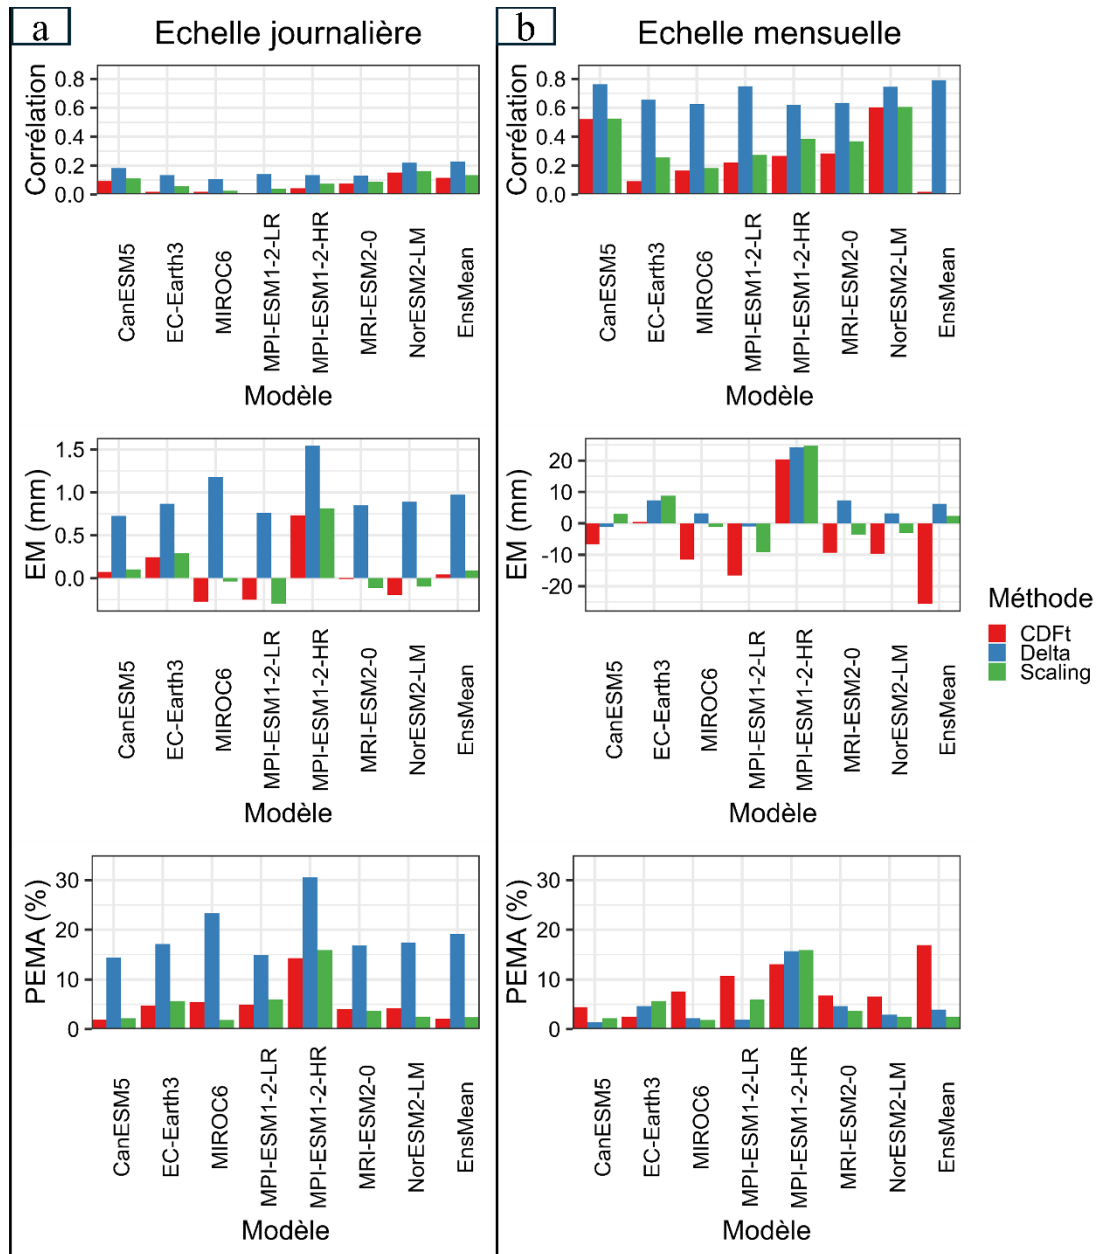 a
Echelle journalière
Corrélation
0.8
0.6
0.4
0.2
0.0
CanESM5
EC-Earth3
MIROC6
MPI-ESM1-2-LR
MPI-ESM1-2-HR
MRI-ESM2-0
NorESM2-LM
EnsMean
Modèle
EM (mm)
1.5
1.0
0.5
0.0
CanESM5
EC-Earth3
MIROC6
MPI-ESM1-2-LR
MPI-ESM1-2-HR
MRI-ESM2-0
NorESM2-LM
EnsMean
Modèle
PEMA (%)
30
20
10
0
CanESM5
EC-Earth3
MIROC6
MPI-ESM1-2-LR
MPI-ESM1-2-HR
MRI-ESM2-0
NorESM2-LM
EnsMean
Modèle
b
Echelle mensuelle
Corrélation
0.8
0.6
0.4
0.2
0.0
CanESM5
EC-Earth3
MIROC6
MPI-ESM1-2-LR
MPI-ESM1-2-HR
MRI-ESM2-0
NorESM2-LM
EnsMean
Modèle
EM (mm)
20
10
0
-10
-20
CanESM5
EC-Earth3
MIROC6
MPI-ESM1-2-LR
MPI-ESM1-2-HR
MRI-ESM2-0
NorESM2-LM
EnsMean
Modèle
PEMA (%)
30
20
10
0
CanESM5
EC-Earth3
MIROC6
MPI-ESM1-2-LR
MPI-ESM1-2-HR
MRI-ESM2-0
NorESM2-LM
EnsMean
Modèle
Méthode
CDFt
Delta
Scaling